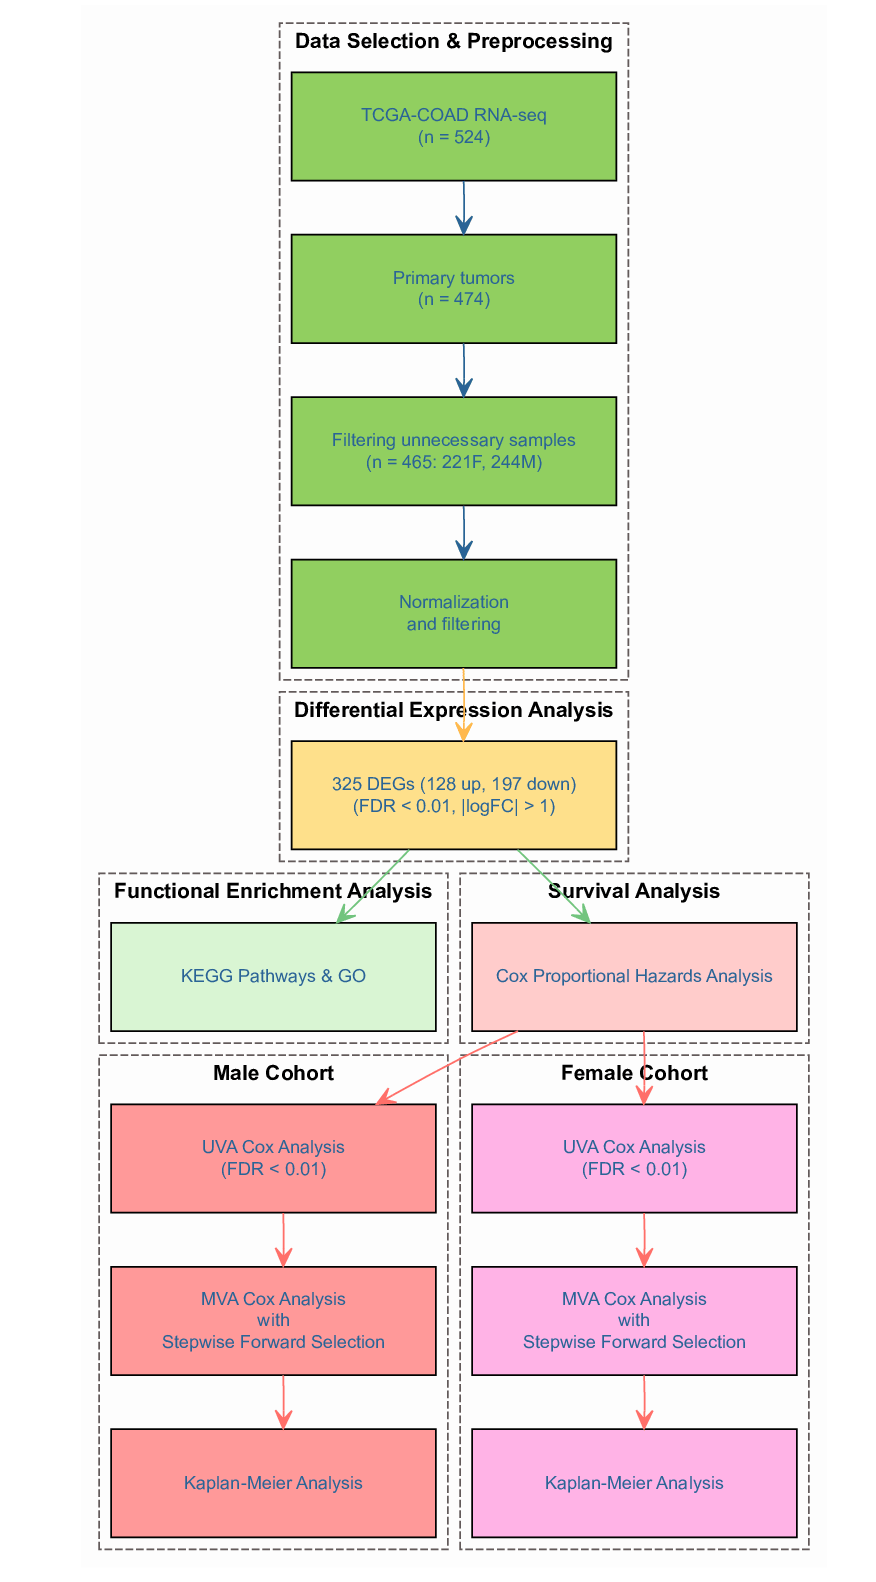 Data Selection & Preprocessing
TCGA-COAD RNA-seq
(n = 524)
Primary tumors
(n = 474)
Filtering unnecessary samples
(n = 465: 221F, 244M)
Normalization
and filtering
Differential Expression Analysis
325 DEGs (128 up, 197 down)
(FDR < 0.01, |logFC| > 1)
Functional Enrichment Analysis
KEGG Pathways & GO
Survival Analysis
Cox Proportional Hazards Analysis
Male Cohort
UVA Cox Analysis
(FDR < 0.01)
MVA Cox Analysis
with
Stepwise Forward Selection
Kaplan-Meier Analysis
Female Cohort
UVA Cox Analysis
(FDR < 0.01)
MVA Cox Analysis
with
Stepwise Forward Selection
Kaplan-Meier Analysis